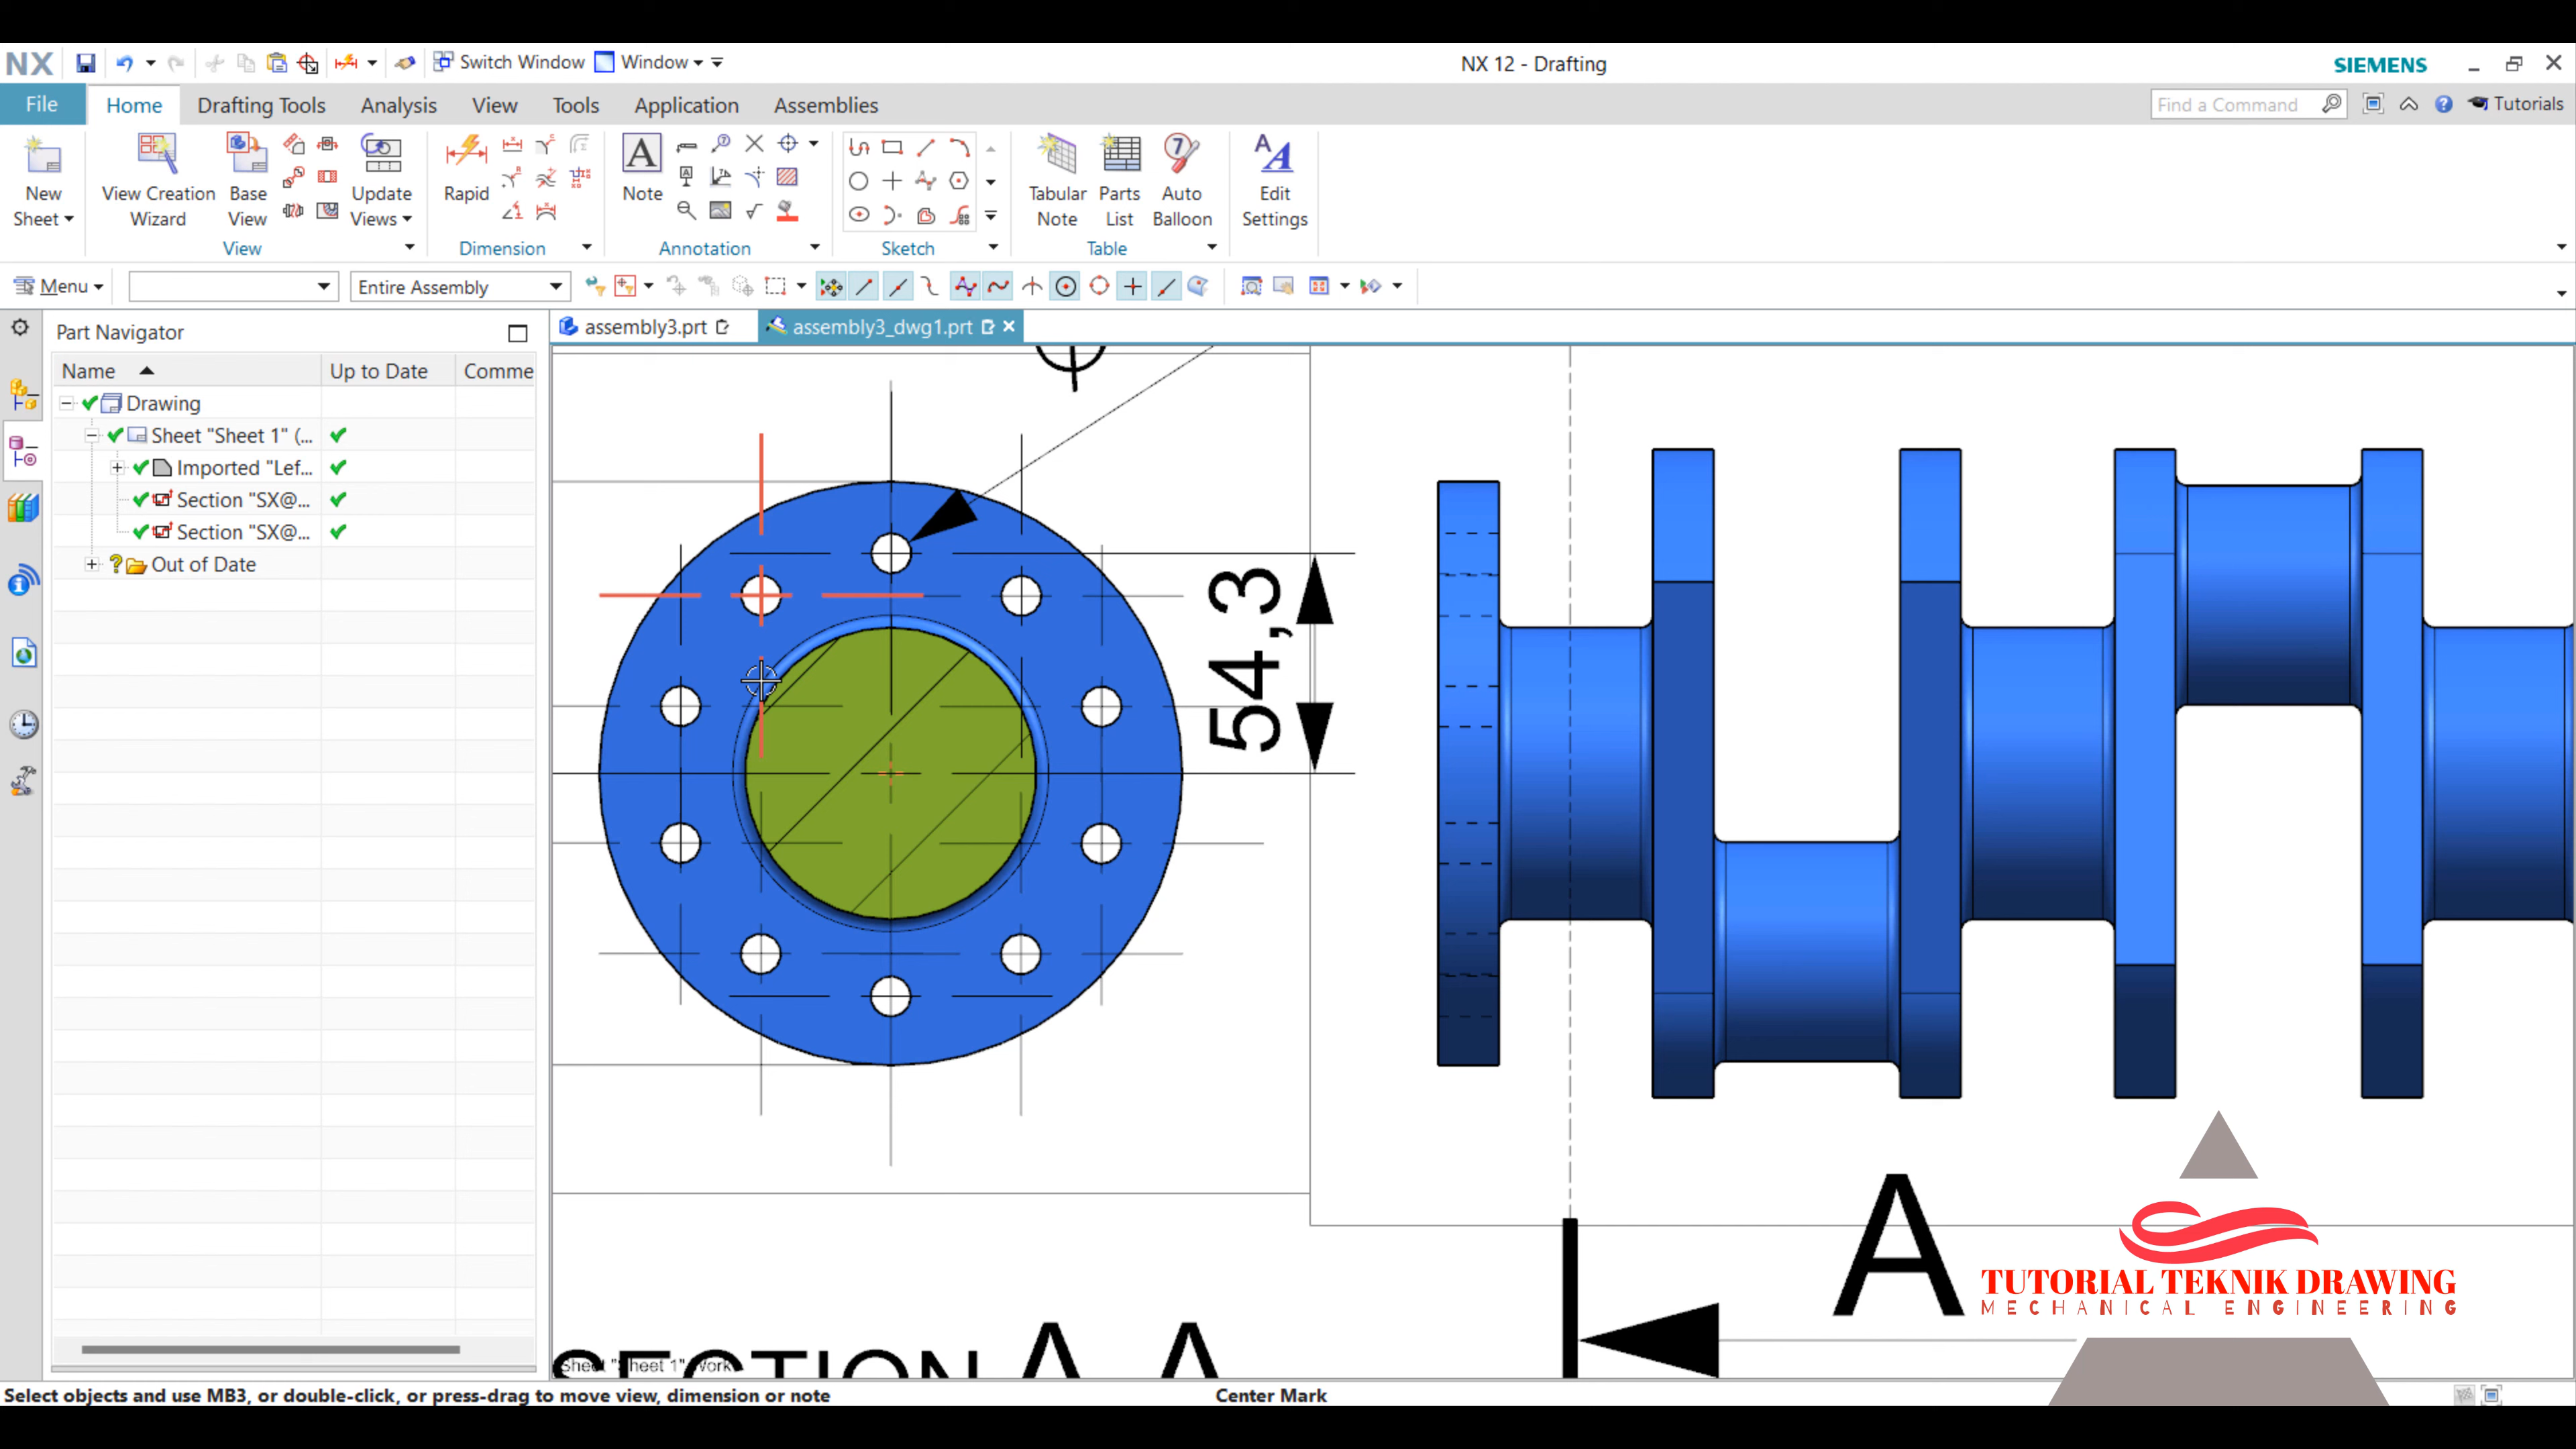 NX
Switch Window
Window
NX 12 - Drafting
SIEMENS
File
Home
Drafting Tools
Analysis
View
Tools
Application
Assemblies
Find a Command
Tutorials
New
Sheet
View Creation
Wizard
Base
View
Update
Views
Rapid
A
Note
Tabular
Note
Parts
List
Auto
Balloon
Edit
Settings
View
Dimension
Annotation
Sketch
Table
Menu
Entire Assembly
Part Navigator
assembly3.prt
assembly3_dwg1.prt
Name
Up to Date
Comme
Drawing
Sheet "Sheet 1" (...
Imported "Lef...
Section "SX@...
Section "SX@...
Out of Date
54,3
A
TUTORIAL TEKNIK DRAWING
MECHANICAL ENGINEERING
SECTION A-A
Sheet "Sheet 1" Work
Select objects and use MB3, or double-click, or press-drag to move view, dimension or note
Center Mark